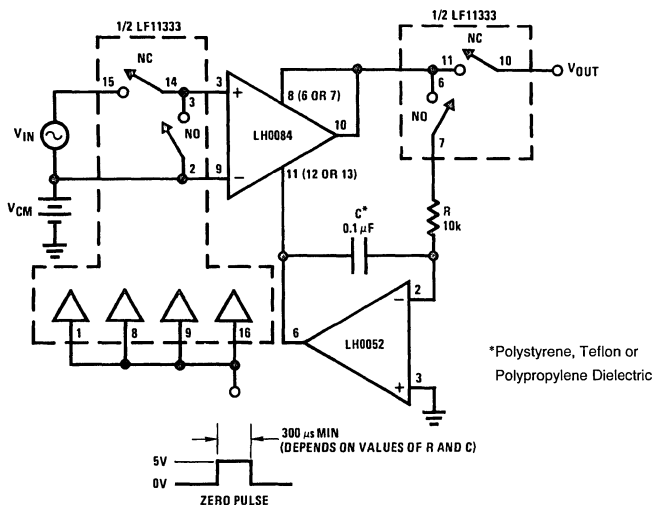 1/2 LF11333
1/2 LF11333
NC
15
14
3
NO
2
3
+
−
9
LH0084
8 (6 OR 7)
10
11 (12 OR 13)
NC
11
10
6
NO
7
VOUT
VIN
VCM
C*
0.1 µF
R
10k
1
8
9
16
6
2
−
LH0052
+
3
*Polystyrene, Teflon or
Polypropylene Dielectric
300 µs MIN
(DEPENDS ON VALUES OF R AND C)
5V
0V
ZERO PULSE